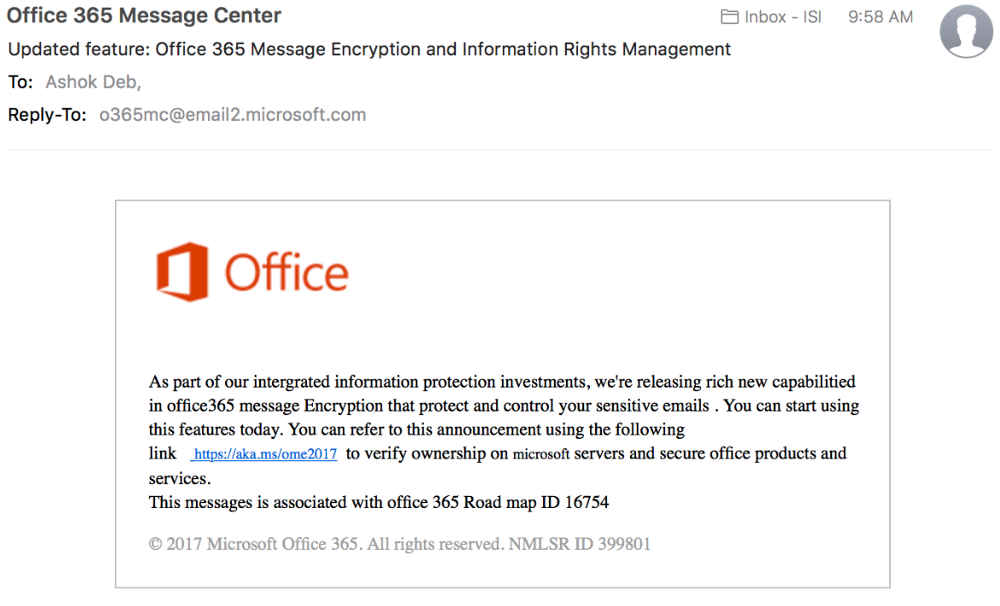 Office 365 Message Center
Inbox - ISI 9:58 AM
Updated feature: Office 365 Message Encryption and Information Rights Management
To: Ashok Deb,
Reply-To: o365mc@email2.microsoft.com
Office
As part of our intergrated information protection investments, we're releasing rich new capabilitied
in office365 message Encryption that protect and control your sensitive emails . You can start using
this features today. You can refer to this announcement using the following
link https://aka.ms/ome2017 to verify ownership on microsoft servers and secure office products and
services.
This messages is associated with office 365 Road map ID 16754
© 2017 Microsoft Office 365. All rights reserved. NMLSR ID 399801